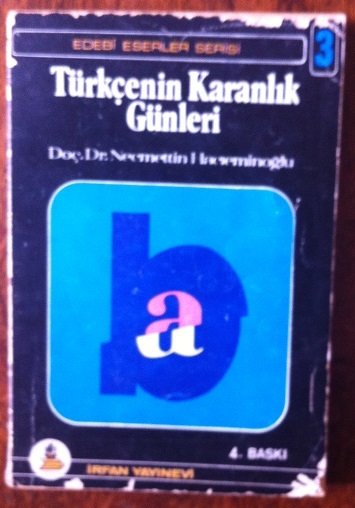 EDEBİ ESERLER SERİSİ
3
Türkçenin Karanlık
Günleri
Doç. Dr. Necmettin Hacıeminoğlu
b
a
4. BASKI
İRFAN YAYINEVİ